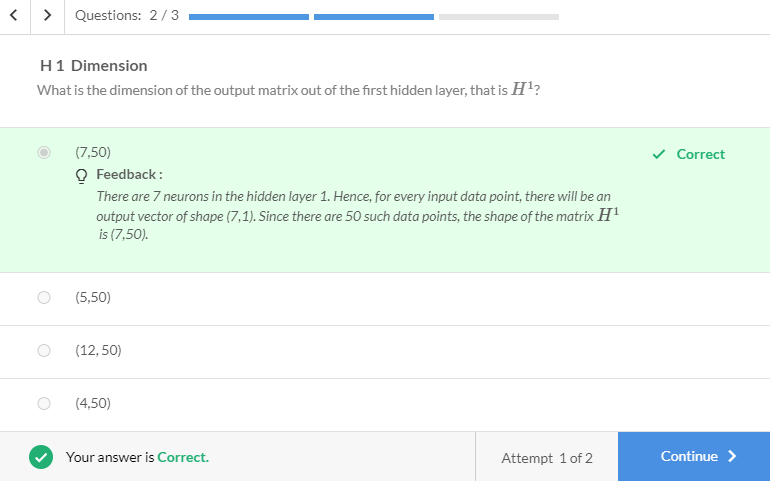 Questions: 2 / 3
H 1 Dimension
What is the dimension of the output matrix out of the first hidden layer, that is H¹?
(7,50)
Correct
Feedback :
There are 7 neurons in the hidden layer 1. Hence, for every input data point, there will be an
output vector of shape (7,1). Since there are 50 such data points, the shape of the matrix H¹
is (7,50).
(5,50)
(12, 50)
(4,50)
Your answer is Correct.
Attempt 1 of 2
Continue